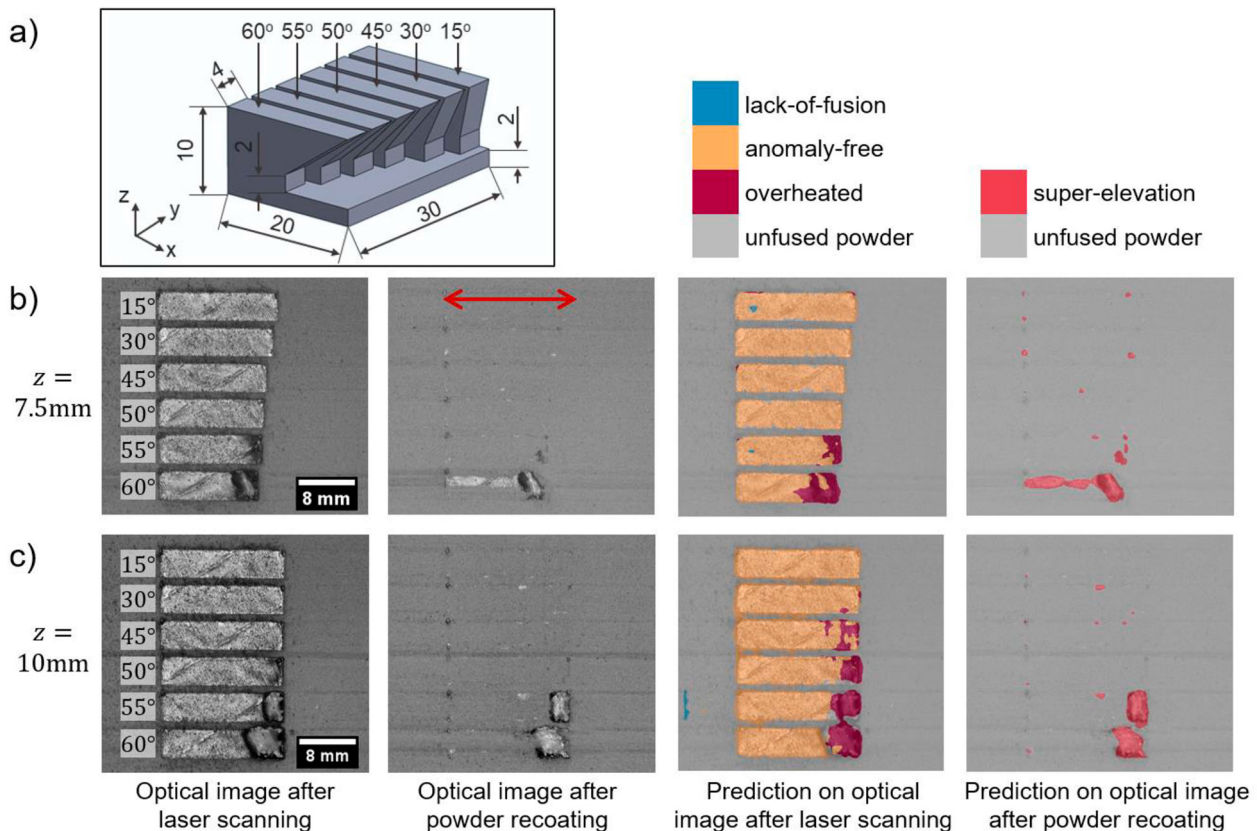 a)
60° 55° 50° 45° 30° 15°
4
10
2
2
20
30
z
y
x
lack-of-fusion
anomaly-free
overheated
unfused powder
super-elevation
unfused powder
b)
z =
7.5mm
15°
30°
45°
50°
55°
60°
8 mm
c)
z =
10mm
15°
30°
45°
50°
55°
60°
8 mm
Optical image after
laser scanning
Optical image after
powder recoating
Prediction on optical
image after laser scanning
Prediction on optical image
after powder recoating